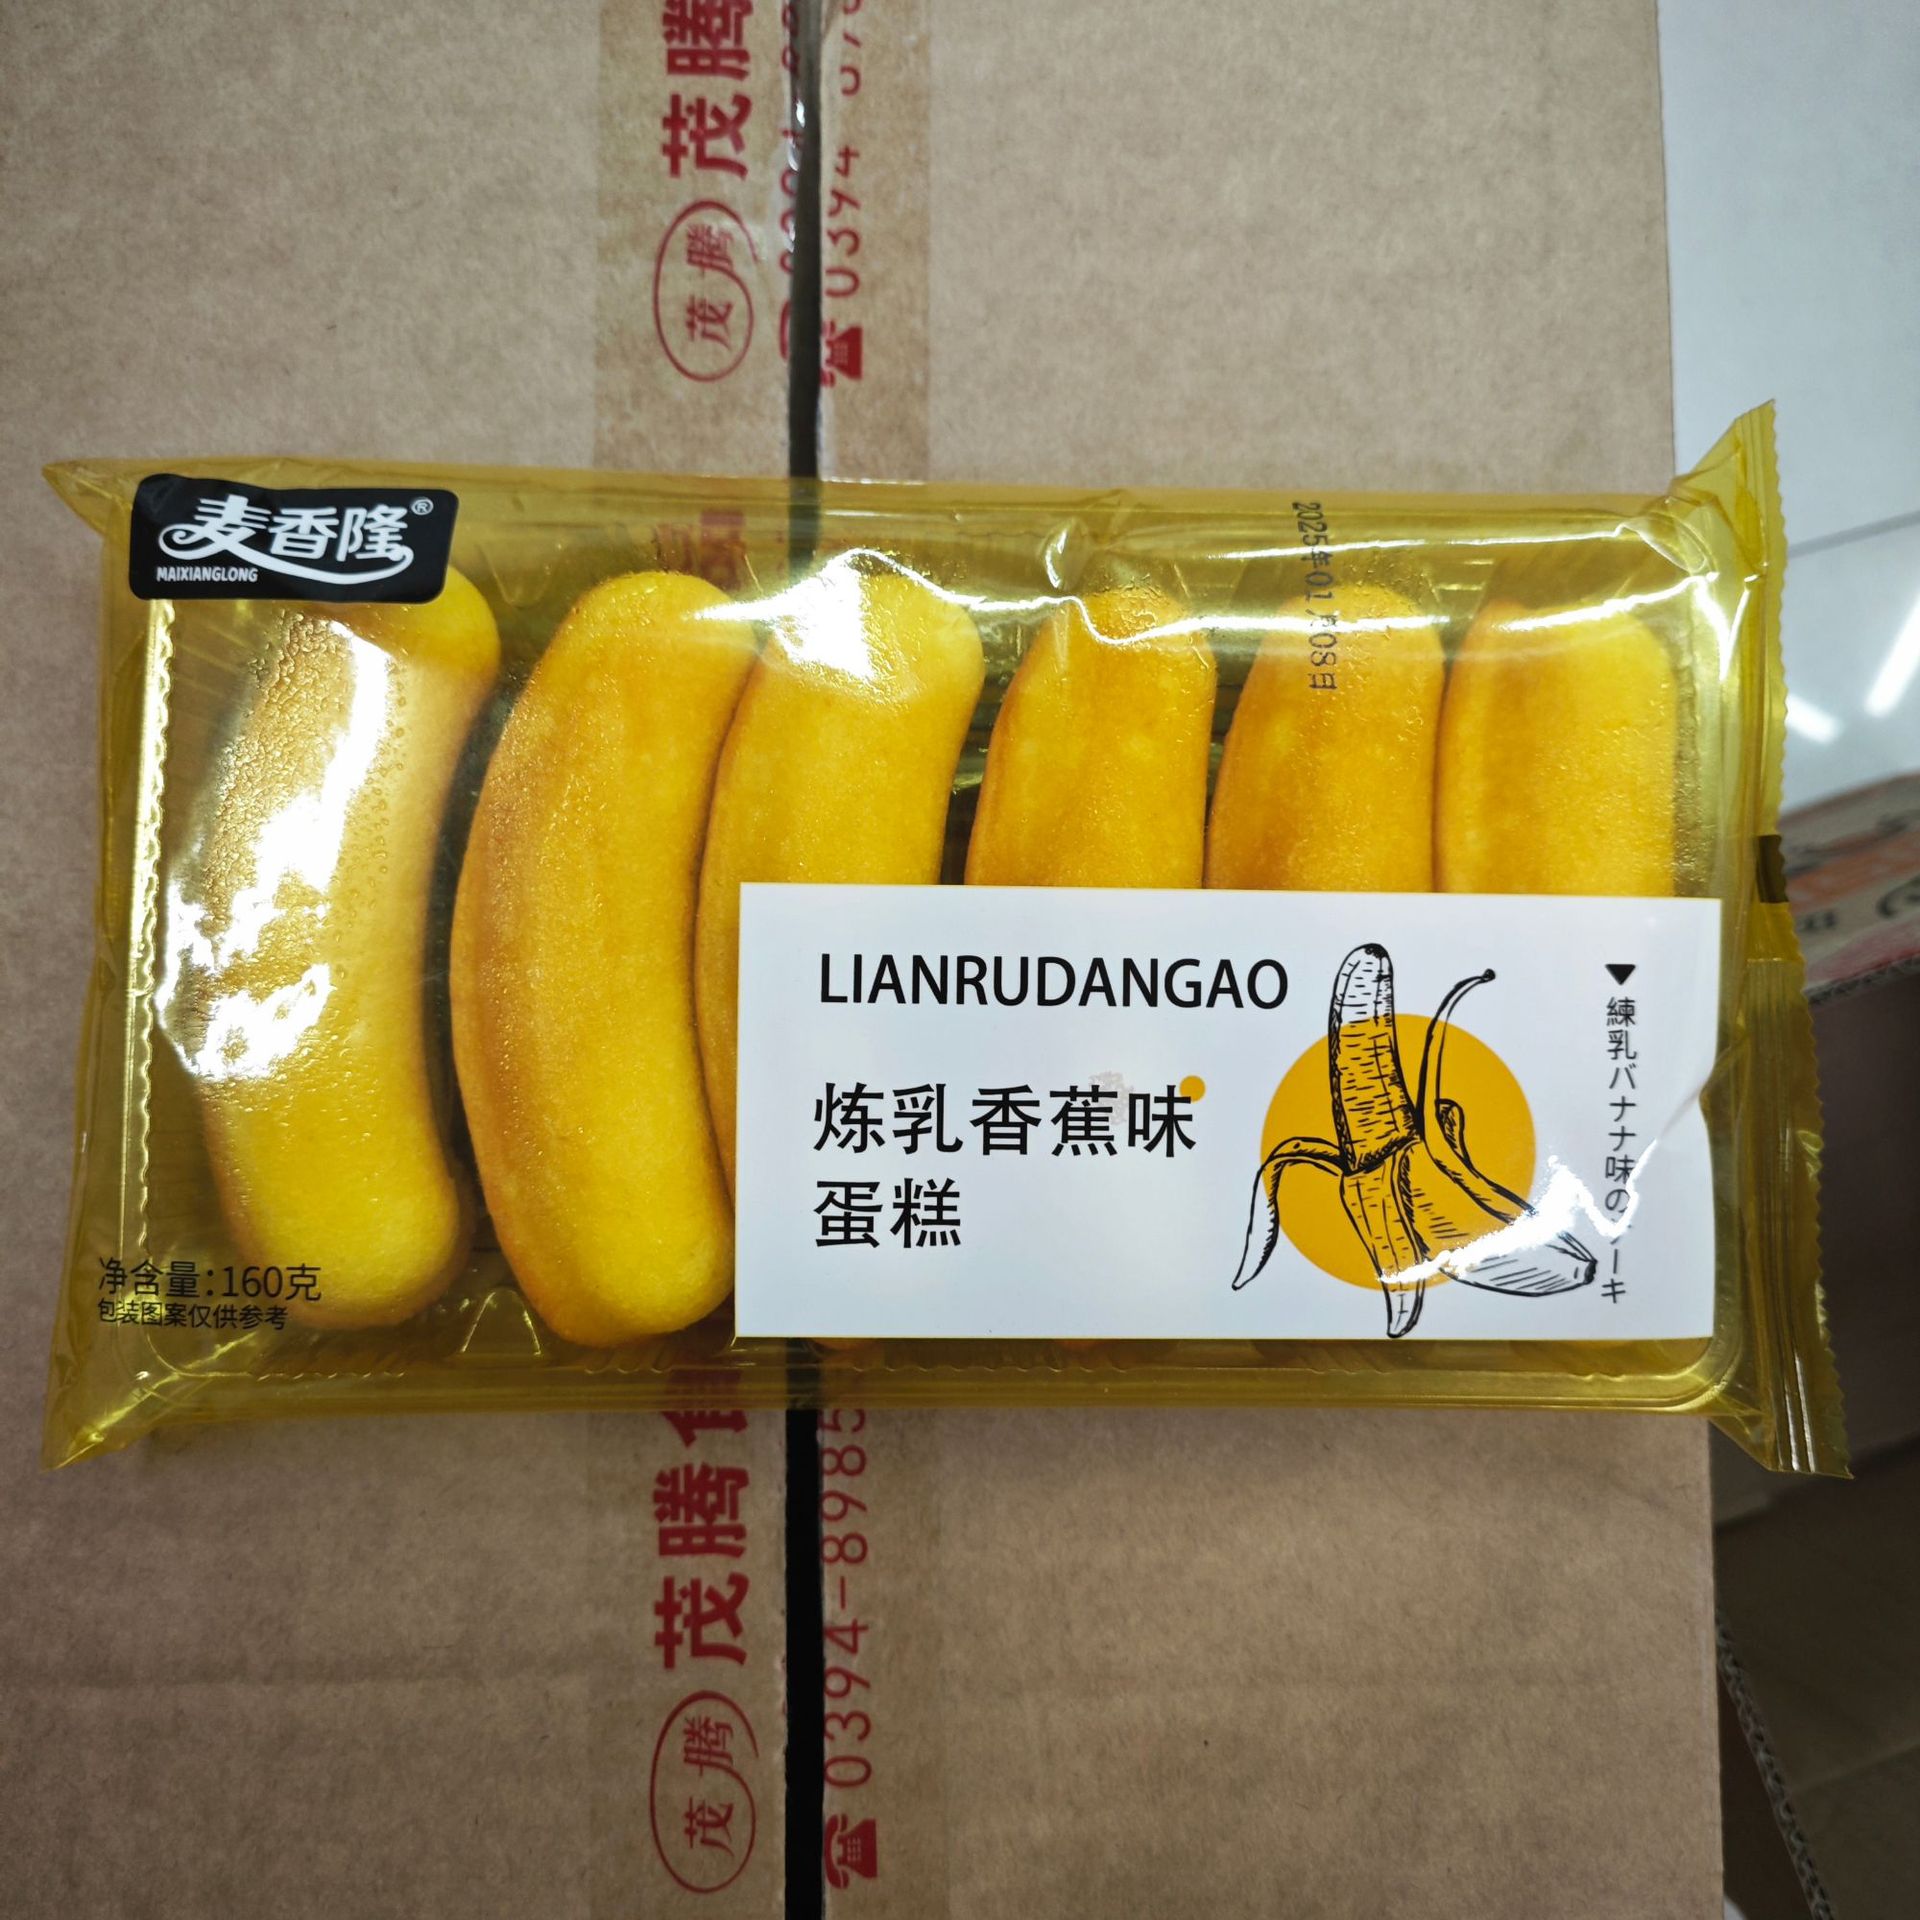 茂腾
茂腾
☎0394
麦香隆®
MAIXIANGLONG
2025年01月08日
LIANRUDANGAO
炼乳香蕉味
蛋糕
▼練乳バナナ味の ーキ
净含量:160克
包装图案仅供参考
茂腾 茂腾食
☎0394-8985